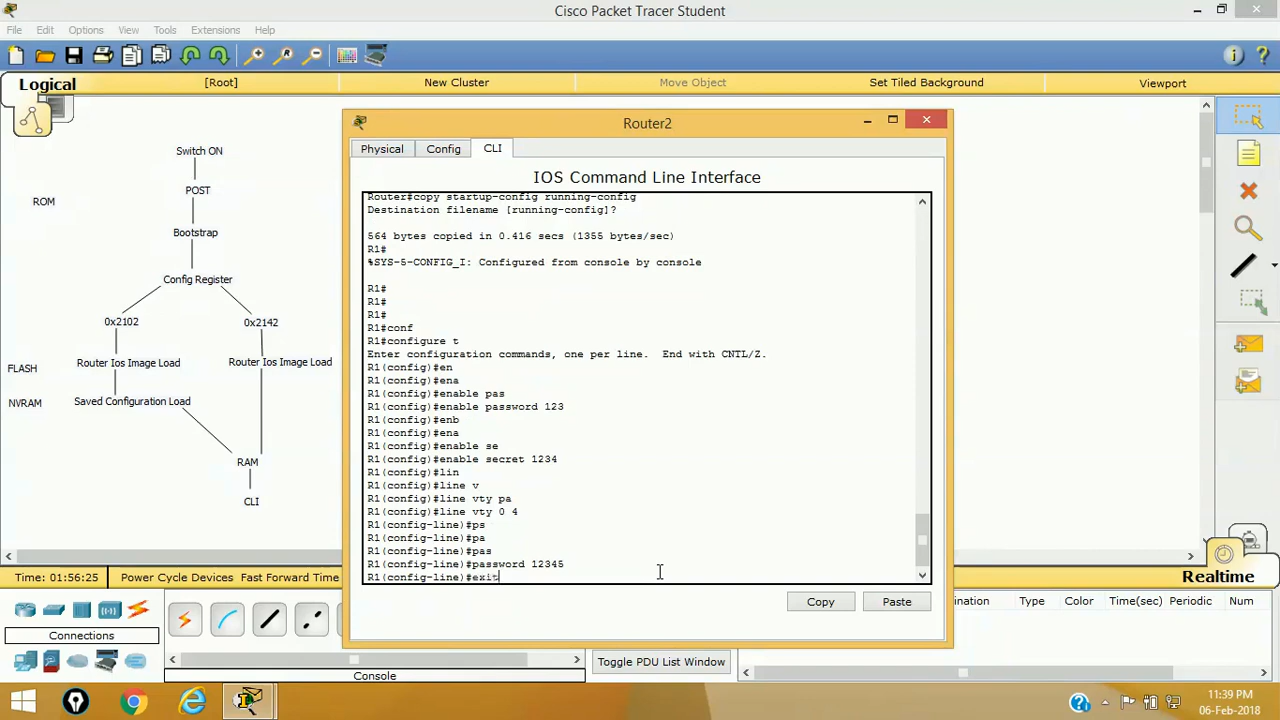 Cisco Packet Tracer Student
File Edit Options View Tools Extensions Help
Logical
[Root]
New Cluster
Move Object
Set Tiled Background
Viewport
Switch ON
POST
ROM
Bootstrap
Config Register
0x2102
0x2142
Router Ios Image Load
Router Ios Image Load
FLASH
Saved Configuration Load
NVRAM
RAM
CLI
Router2
Physical Config CLI
IOS Command Line Interface
Router#copy startup-config running-config
Destination filename [running-config]?
564 bytes copied in 0.416 secs (1355 bytes/sec)
R1#
%SYS-5-CONFIG_I: Configured from console by console
R1#
R1#
R1#
R1#conf
R1#configure t
Enter configuration commands, one per line.  End with CNTL/Z.
R1(config)#en
R1(config)#ena
R1(config)#enable pas
R1(config)#enable password 123
R1(config)#enb
R1(config)#ena
R1(config)#enable se
R1(config)#enable secret 1234
R1(config)#lin
R1(config)#line v
R1(config)#line vty pa
R1(config)#line vty 0 4
R1(config-line)#ps
R1(config-line)#pa
R1(config-line)#pas
R1(config-line)#password 12345
R1(config-line)#exit
Copy
Paste
Time: 01:56:25 Power Cycle Devices Fast Forward Time
Realtime
Connections
Console
Toggle PDU List Window
ination Type Color Time(sec) Periodic Num
11:39 PM
06-Feb-2018